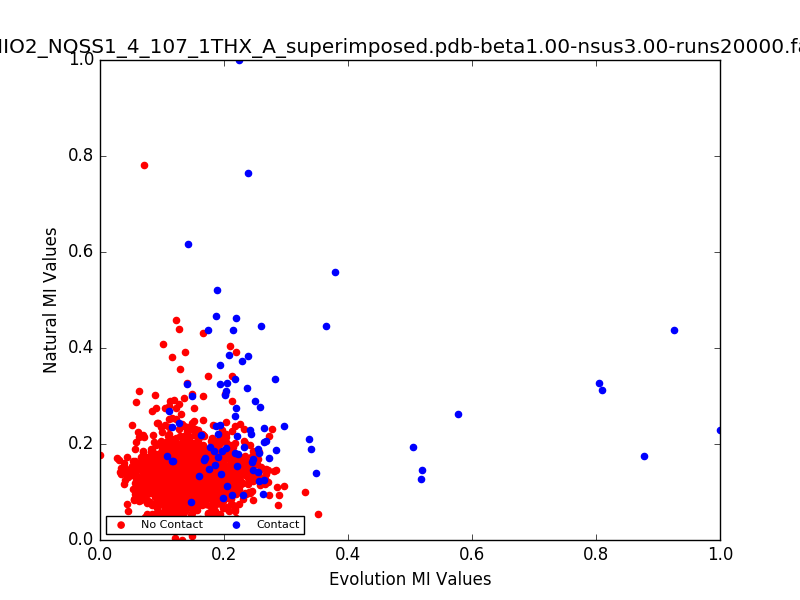 HIO2_NOSS1_4_107_1THX_A_superimposed.pdb-beta1.00-nsus3.00-runs20000.fa
1.0
0.8
0.6
0.4
0.2
0.0
Natural MI Values
No Contact
Contact
0.0 0.2 0.4 0.6 0.8 1.0
Evolution MI Values